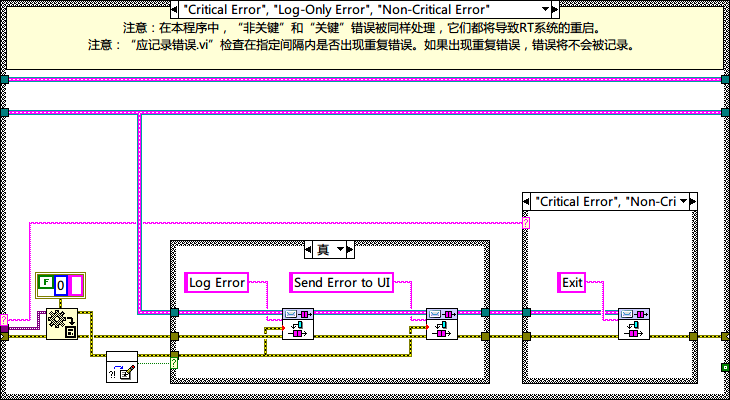 "Critical Error", "Log-Only Error", "Non-Critical Error"
注意：在本程序中，“非关键”和“关键”错误被同样处理，它们都将导致RT系统的重启。
注意：“应记录错误.vi”检查在指定间隔内是否出现重复错误。如果出现重复错误，错误将不会被记录。
"Critical Error", "Non-Cri
真
F 0
Log Error
Send Error to UI
Exit
?
?
?
?!